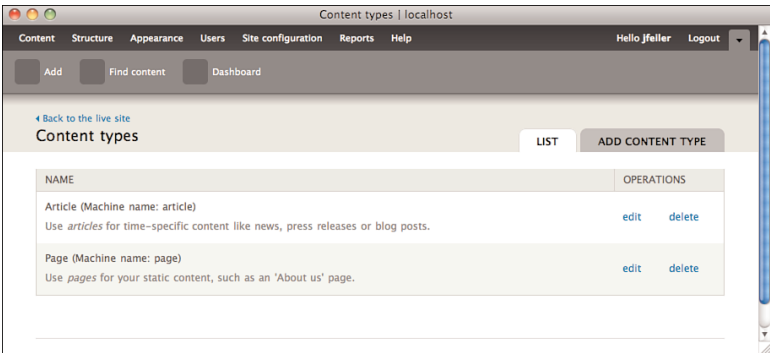 Content types | localhost
Content Structure Appearance Users Site configuration Reports Help Hello jfeller Logout
Add Find content Dashboard
Back to the live site
Content types
LIST ADD CONTENT TYPE
NAME OPERATIONS
Article (Machine name: article)
Use articles for time-specific content like news, press releases or blog posts.
edit delete
Page (Machine name: page)
Use pages for your static content, such as an 'About us' page.
edit delete